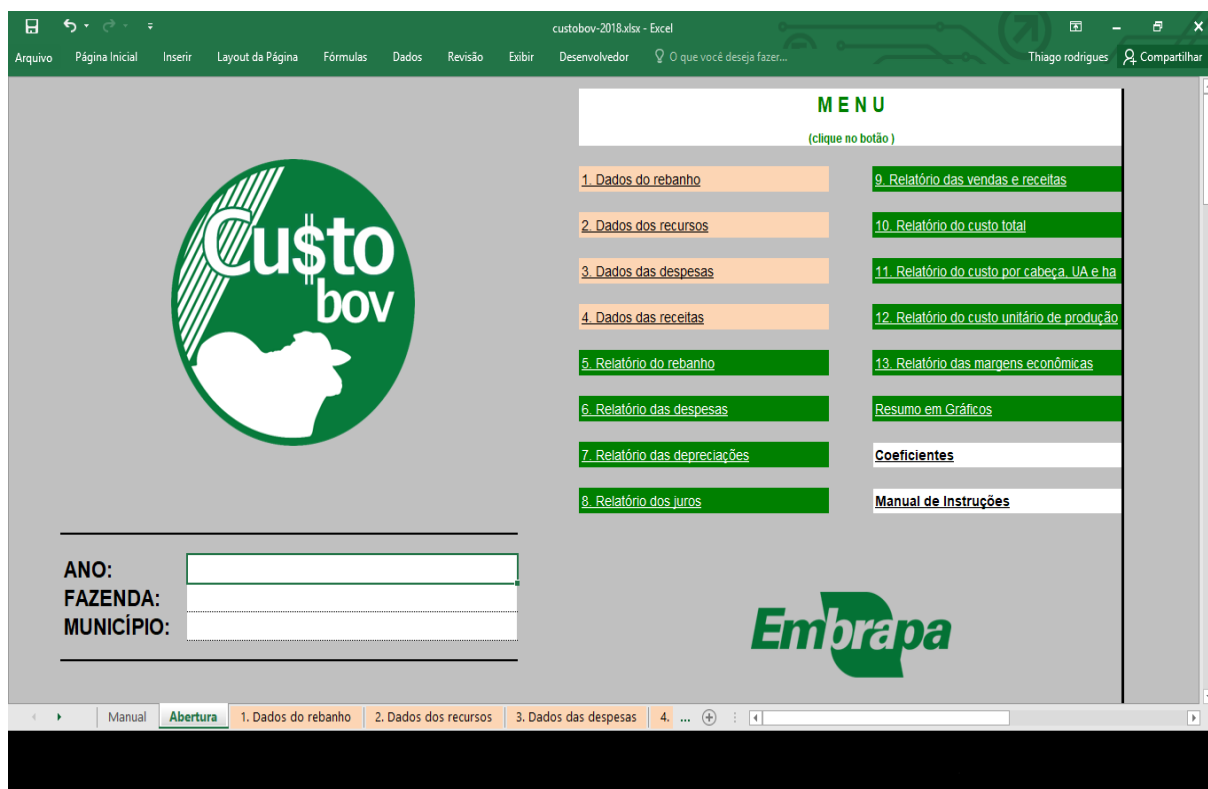 custobov-2018.xlsx - Excel
Arquivo Página Inicial Inserir Layout da Página Fórmulas Dados Revisão Exibir Desenvolvedor O que você deseja fazer... Thiago rodrigues Compartilhar
M E N U
(clique no botão )
1. Dados do rebanho
2. Dados dos recursos
3. Dados das despesas
4. Dados das receitas
5. Relatório do rebanho
6. Relatório das despesas
7. Relatório das depreciações
8. Relatório dos juros
9. Relatório das vendas e receitas
10. Relatório do custo total
11. Relatório do custo por cabeça, UA e ha
12. Relatório do custo unitário de produção
13. Relatório das margens econômicas
Resumo em Gráficos
Coeficientes
Manual de Instruções
Cu$to
bov
ANO:
FAZENDA:
MUNICÍPIO:
Embrapa
Manual Abertura 1. Dados do rebanho 2. Dados dos recursos 3. Dados das despesas 4. ...